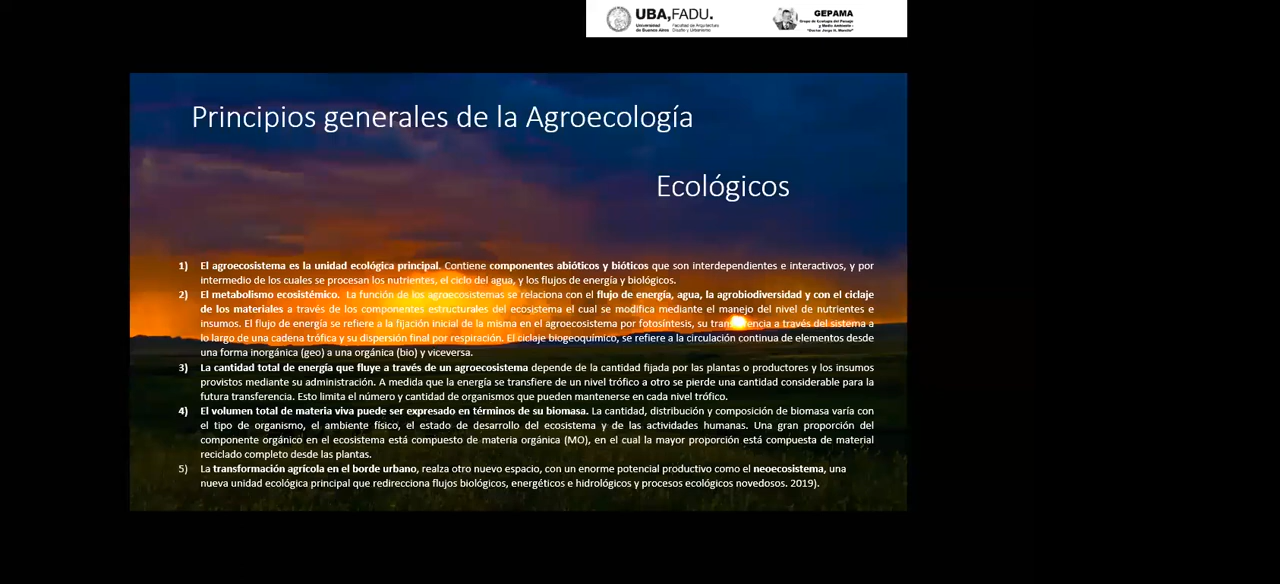 UBA,FADU.
Universidad
de Buenos Aires
Facultad de Arquitectura
Diseño y Urbanismo
GEPAMA
Grupo de Ecología del Paisaje
y Medio Ambiente -
Principios generales de la Agroecología
Ecológicos
1) El agroecosistema es la unidad ecológica principal. Contiene componentes abióticos y bióticos que son interdependientes e interactivos, y por
intermedio de los cuales se procesan los nutrientes, el ciclo del agua, y los flujos de energía y biológicos.
2) El metabolismo ecosistémico. La función de los agroecosistemas se relaciona con el flujo de energía, agua, la agrobiodiversidad y con el ciclaje
de los materiales a través de los componentes estructurales del ecosistema el cual se modifica mediante el manejo del nivel de nutrientes e
insumos. El flujo de energía se refiere a la fijación inicial de la misma en el agroecosistema por fotosíntesis, su transferencia a través del sistema a
lo largo de una cadena trófica y su dispersión final por respiración. El ciclaje biogeoquímico, se refiere a la circulación continua de elementos desde
una forma inorgánica (geo) a una orgánica (bio) y viceversa.
3) La cantidad total de energía que fluye a través de un agroecosistema depende de la cantidad fijada por las plantas o productores y los insumos
provistos mediante su administración. A medida que la energía se transfiere de un nivel trófico a otro se pierde una cantidad considerable para la
futura transferencia. Esto limita el número y cantidad de organismos que pueden mantenerse en cada nivel trófico.
4) El volumen total de materia viva puede ser expresado en términos de su biomasa. La cantidad, distribución y composición de biomasa varía con
el tipo de organismo, el ambiente físico, el estado de desarrollo del ecosistema y de las actividades humanas. Una gran proporción del
componente orgánico en el ecosistema está compuesto de materia orgánica (MO), en el cual la mayor proporción está compuesta de material
reciclado completo desde las plantas.
5) La transformación agrícola en el borde urbano, realza otro nuevo espacio, con un enorme potencial productivo como el neoecosistema, una
nueva unidad ecológica principal que redirecciona flujos biológicos, energéticos e hidrológicos y procesos ecológicos novedosos. 2019).